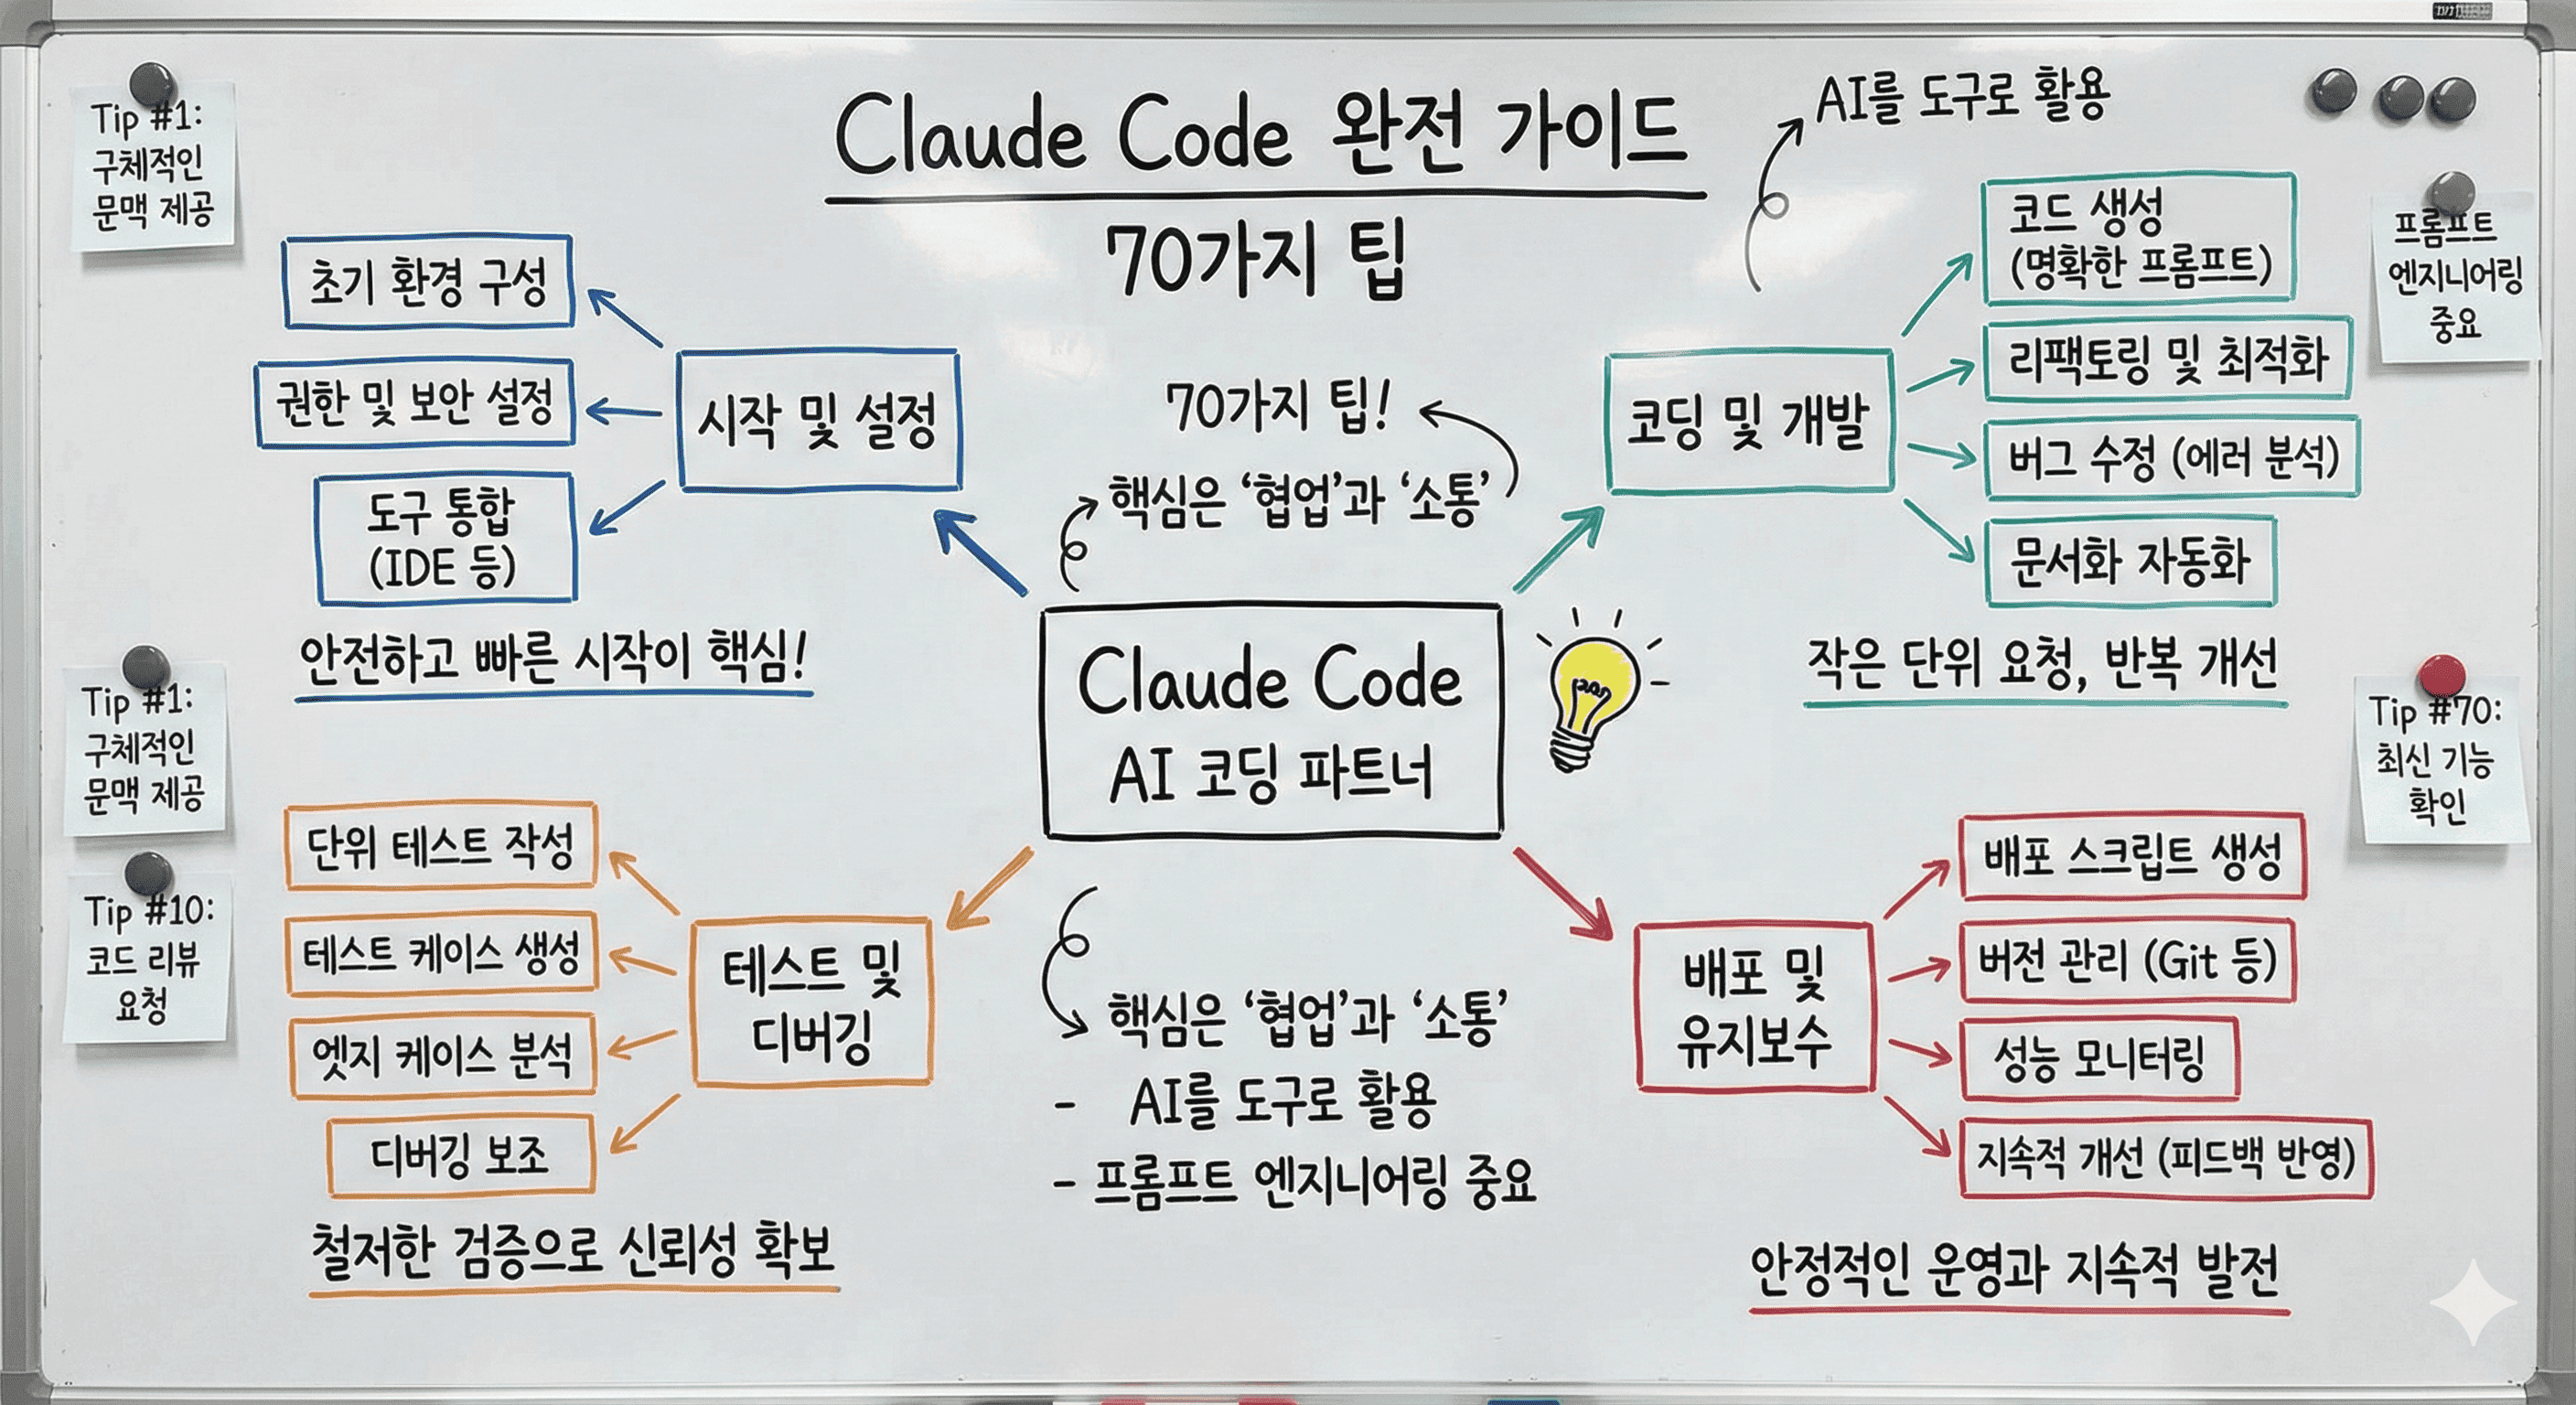 Claude Code 완전 가이드
70가지 팁
AI를 도구로 활용
Tip #1:
구체적인
문맥 제공
초기 환경 구성
권한 및 보안 설정
도구 통합
(IDE 등)
시작 및 설정
안전하고 빠른 시작이 핵심!
70가지 팁!
핵심은 ‘협업’과 ‘소통’
코딩 및 개발
코드 생성
(명확한 프롬프트)
리팩토링 및 최적화
버그 수정 (에러 분석)
문서화 자동화
작은 단위 요청, 반복 개선
프롬프트
엔지니어링
중요
Claude Code
AI 코딩 파트너
Tip #1:
구체적인
문맥 제공
Tip #10:
코드 리뷰
요청
단위 테스트 작성
테스트 케이스 생성
엣지 케이스 분석
디버깅 보조
테스트 및
디버깅
철저한 검증으로 신뢰성 확보
핵심은 ‘협업’과 ‘소통’
- AI를 도구로 활용
- 프롬프트 엔지니어링 중요
배포 및
유지보수
배포 스크립트 생성
버전 관리 (Git 등)
성능 모니터링
지속적 개선 (피드백 반영)
안정적인 운영과 지속적 발전
Tip #70:
최신 기능
확인